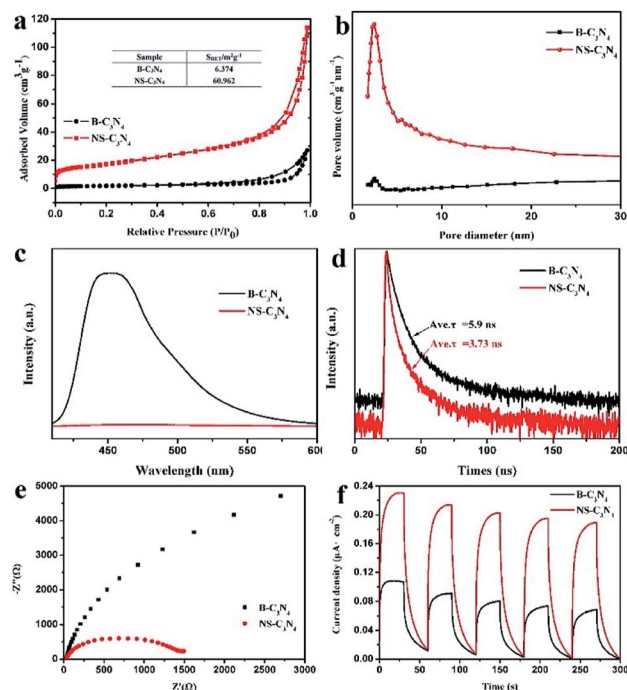 a
Adsorbed Volume (cm³g-1)
120
100
80
60
40
20
0
Sample S_BET/m²g-1
B-C₃N₄ 6.374
NS-C₃N₄ 60.962
B-C₃N₄
NS-C₃N₄
0.0 0.2 0.4 0.6 0.8 1.0
Relative Pressure (P/P₀)
b
Pore volume (cm³g-1nm-1)
B-C₃N₄
NS-C₃N₄
0 10 20 30
Pore diameter (nm)
c
Intensity (a.u.)
B-C₃N₄
NS-C₃N₄
450 500 550 600
Wavelength (nm)
d
Intensity (a.u.)
B-C₃N₄
NS-C₃N₄
Ave.τ =5.9 ns
Ave.τ =3.73 ns
0 50 100 150 200
Times (ns)
e
-Z''(Ω)
5000
4000
3000
2000
1000
0
B-C₃N₄
NS-C₃N₄
0 500 1000 1500 2000 2500 3000
Z'(Ω)
f
Current density (μA· cm⁻²)
0.24
0.20
0.16
0.12
0.08
0.04
0.00
B-C₃N₄
NS-C₃N₄
0 50 100 150 200 250 300
Time (s)